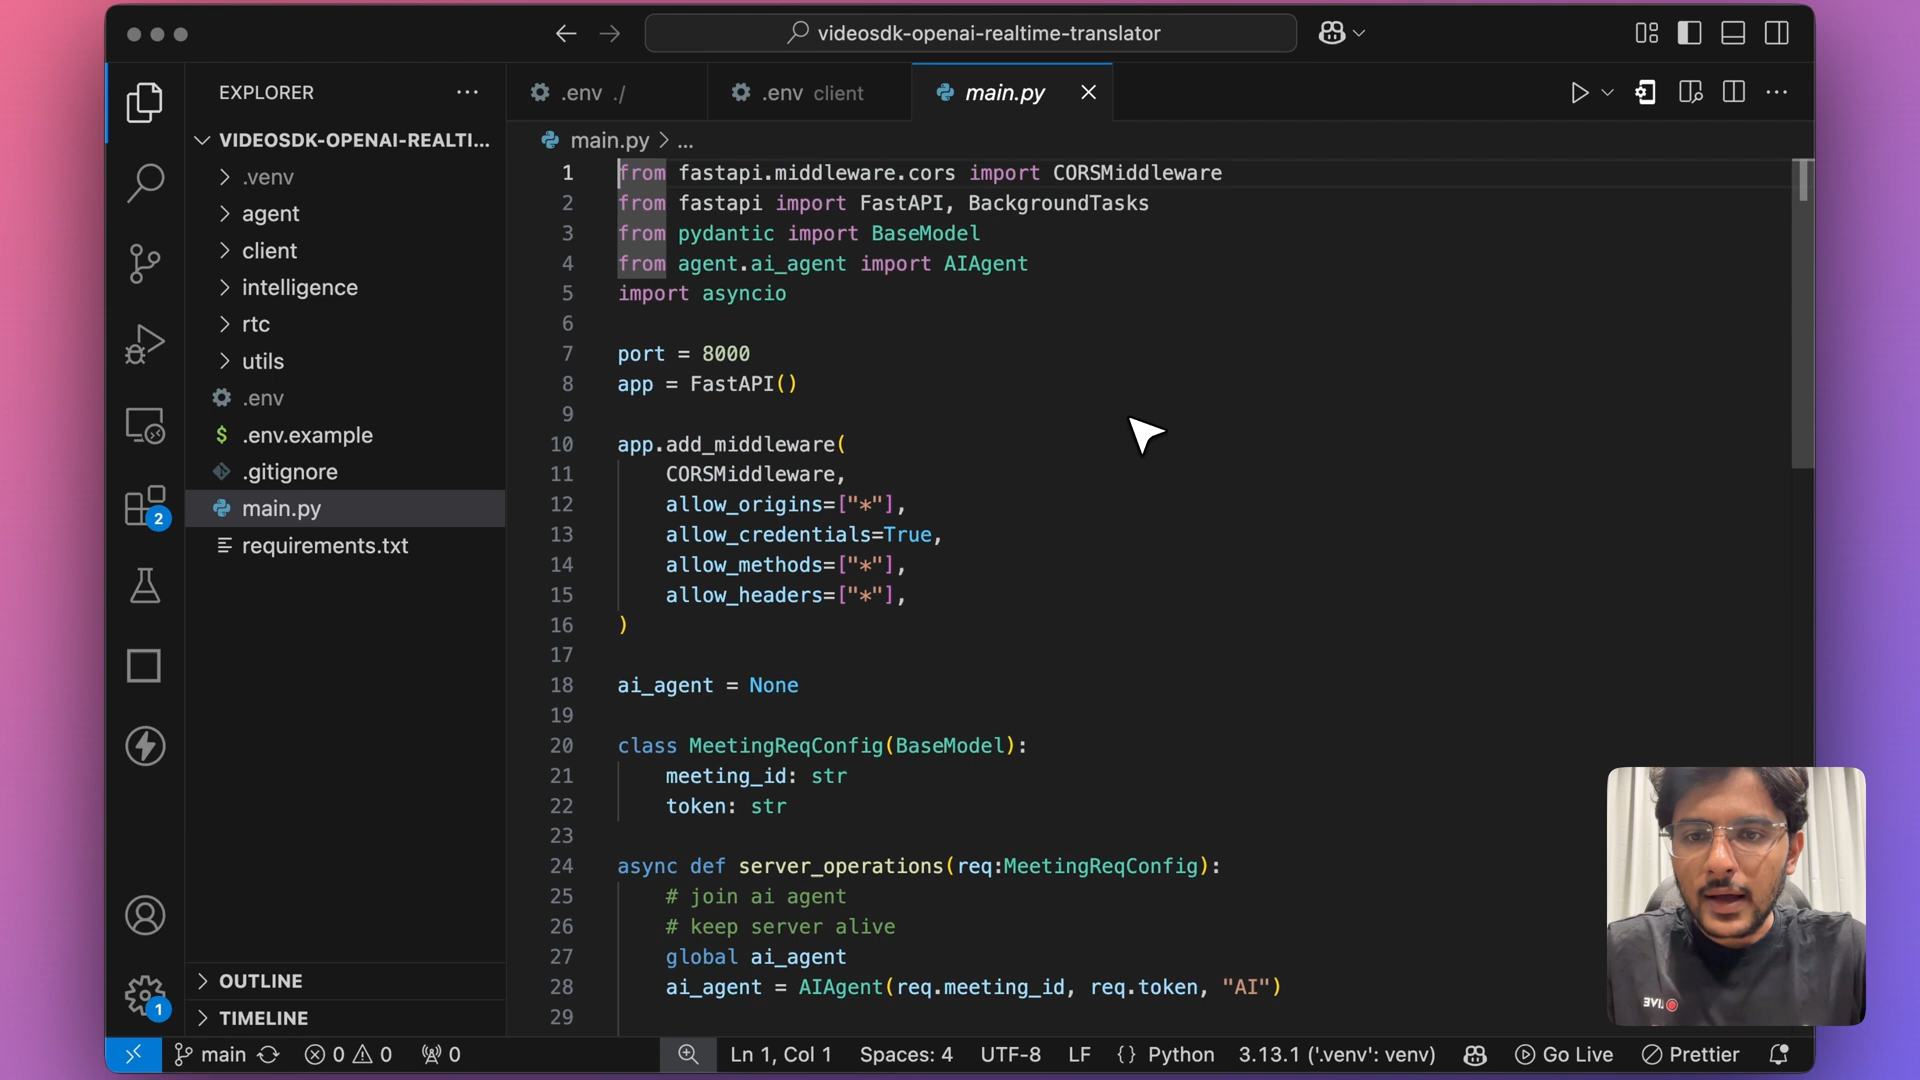 videosdk-openai-realtime-translator
EXPLORER
.env ./
.env client
main.py
VIDEOSDK-OPENAI-REALTI...
main.py > ...
.venv
agent
client
intelligence
rtc
utils
.env
$ .env.example
.gitignore
main.py
requirements.txt
1 from fastapi.middleware.cors import CORSMiddleware
2 from fastapi import FastAPI, BackgroundTasks
3 from pydantic import BaseModel
4 from agent.ai_agent import AIAgent
5 import asyncio
6
7 port = 8000
8 app = FastAPI()
9
10 app.add_middleware(
11 CORSMiddleware,
12 allow_origins=["*"],
13 allow_credentials=True,
14 allow_methods=["*"],
15 allow_headers=["*"],
16 )
17
18 ai_agent = None
19
20 class MeetingReqConfig(BaseModel):
21 meeting_id: str
22 token: str
23
24 async def server_operations(req:MeetingReqConfig):
25 # join ai agent
26 # keep server alive
27 global ai_agent
28 ai_agent = AIAgent(req.meeting_id, req.token, "AI")
29
2
1
OUTLINE
TIMELINE
LIVE
main
0
0
0
Ln 1, Col 1
Spaces: 4
UTF-8
LF
{} Python
3.13.1 ('.venv': venv)
Go Live
Prettier